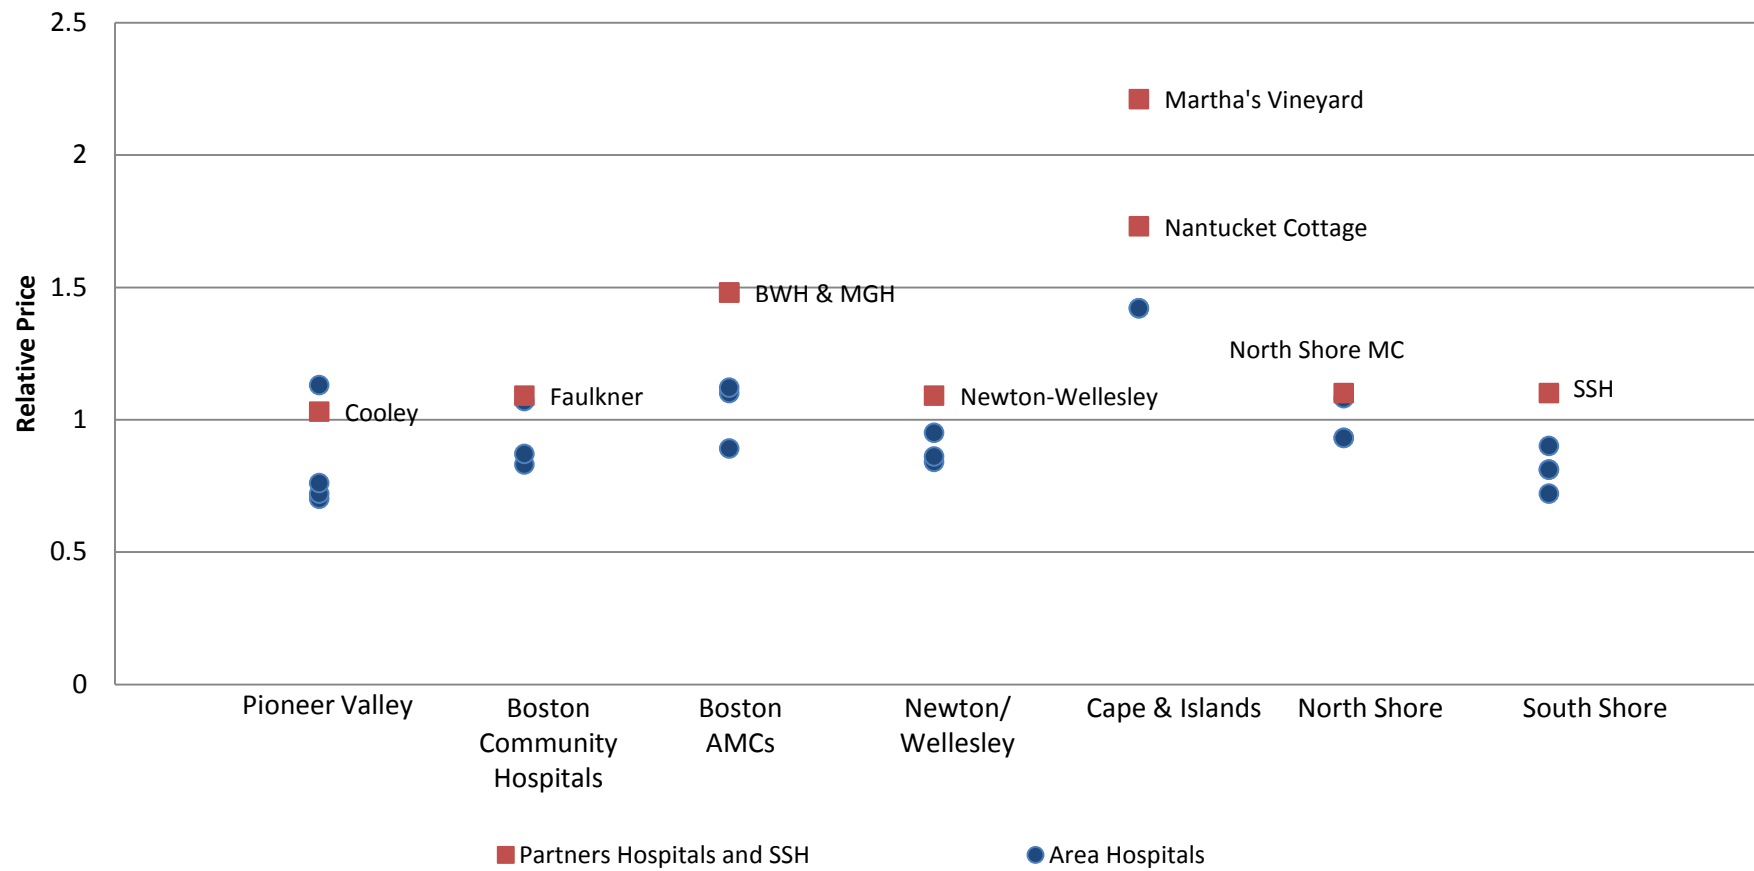 2.5
2
1.5
1
0.5
0
Relative Price
Martha's Vineyard
Nantucket Cottage
BWH & MGH
North Shore MC
Cooley
Faulkner
Newton-Wellesley
SSH
Pioneer Valley
Boston
Community
Hospitals
Boston
AMCs
Newton/
Wellesley
Cape & Islands
North Shore
South Shore
Partners Hospitals and SSH
Area Hospitals